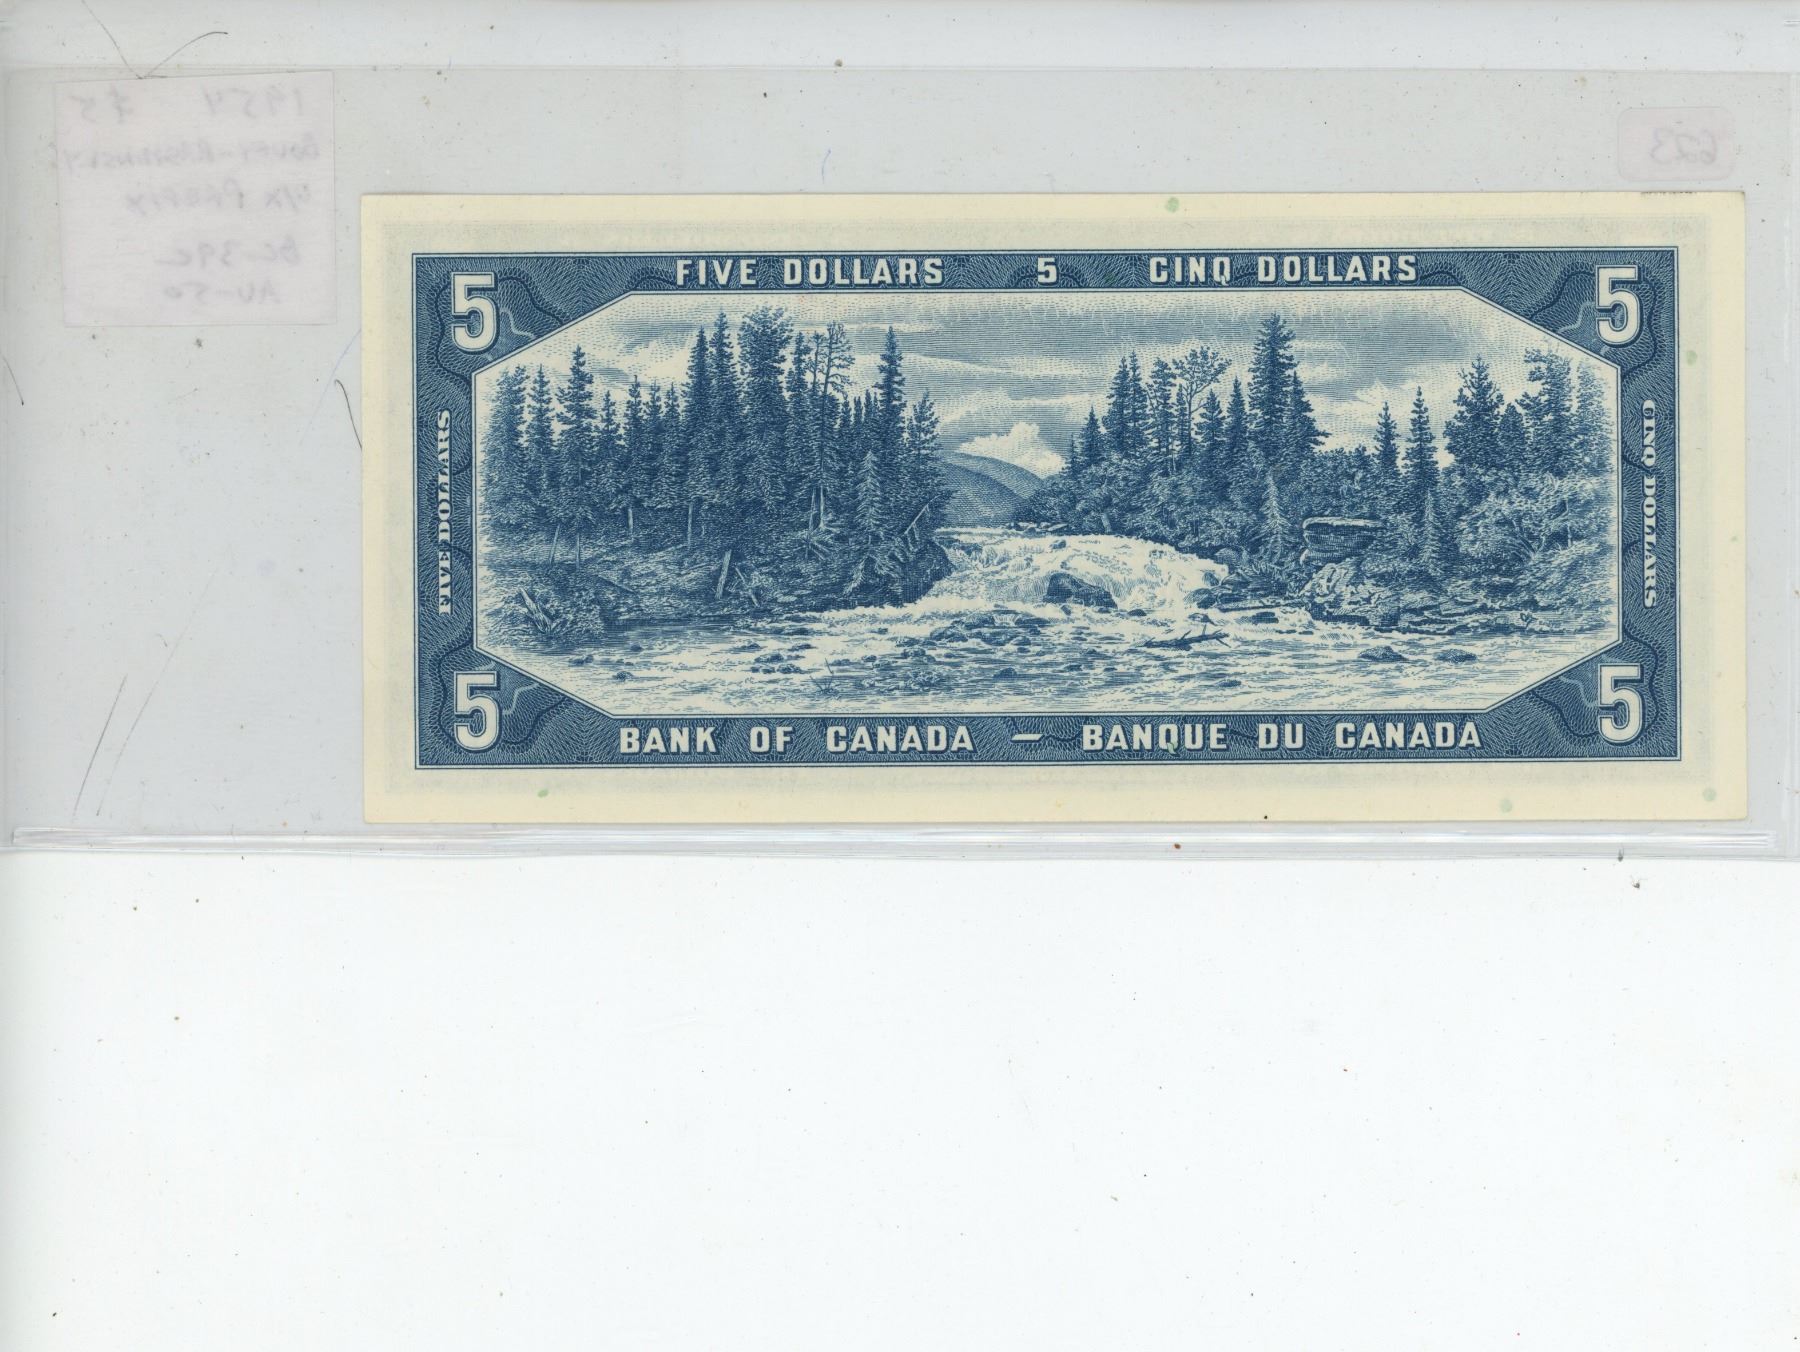 1954 $5
BOUEY-RASMINSKY
U/X PREFIX
BC-39c
AU-50
623
FIVE DOLLARS 5 CINQ DOLLARS
5 5
FIVE DOLLARS
CINQ DOLLARS
5 5
BANK OF CANADA — BANQUE DU CANADA